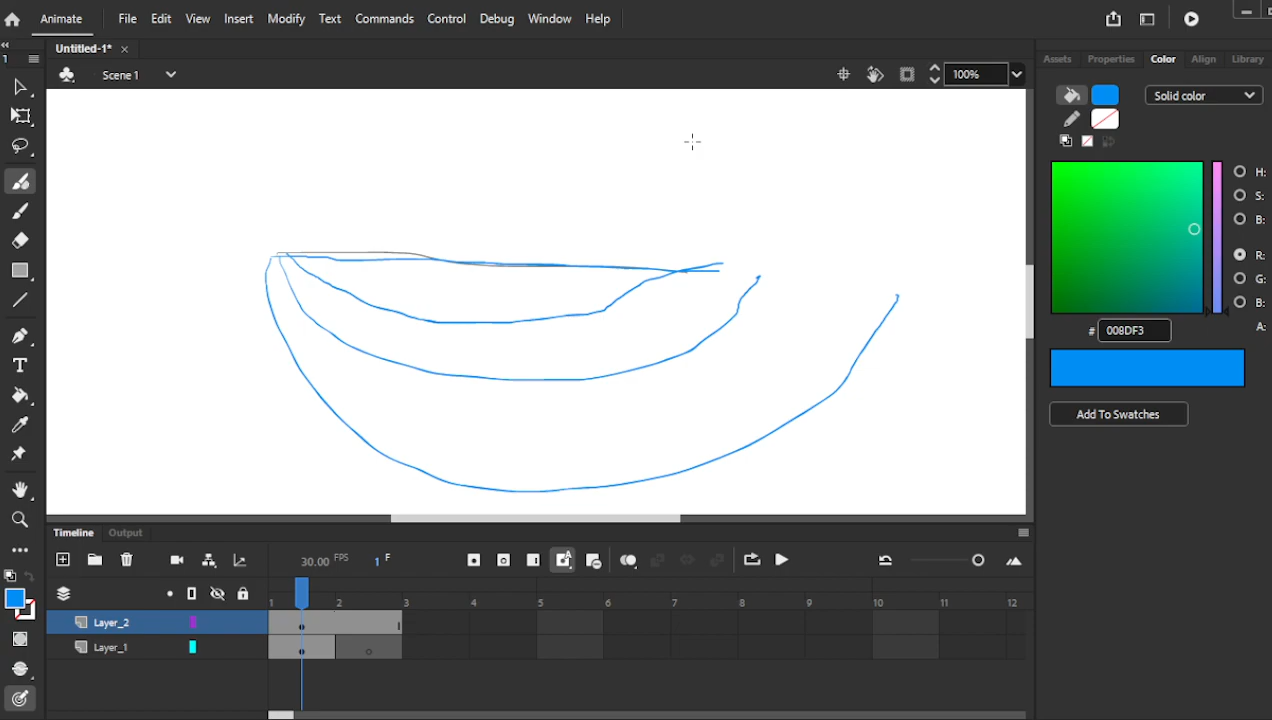 Animate File Edit View Insert Modify Text Commands Control Debug Window Help
Untitled-1*
Scene 1
100%
Assets Properties Color Align Library
Solid color
H:
S:
B:
R:
G:
B:
A:
# 008DF3
Add To Swatches
Timeline Output
30.00 FPS 1 F
1 2 3 4 5 6 7 8 9 10 11 12
Layer_2
Layer_1